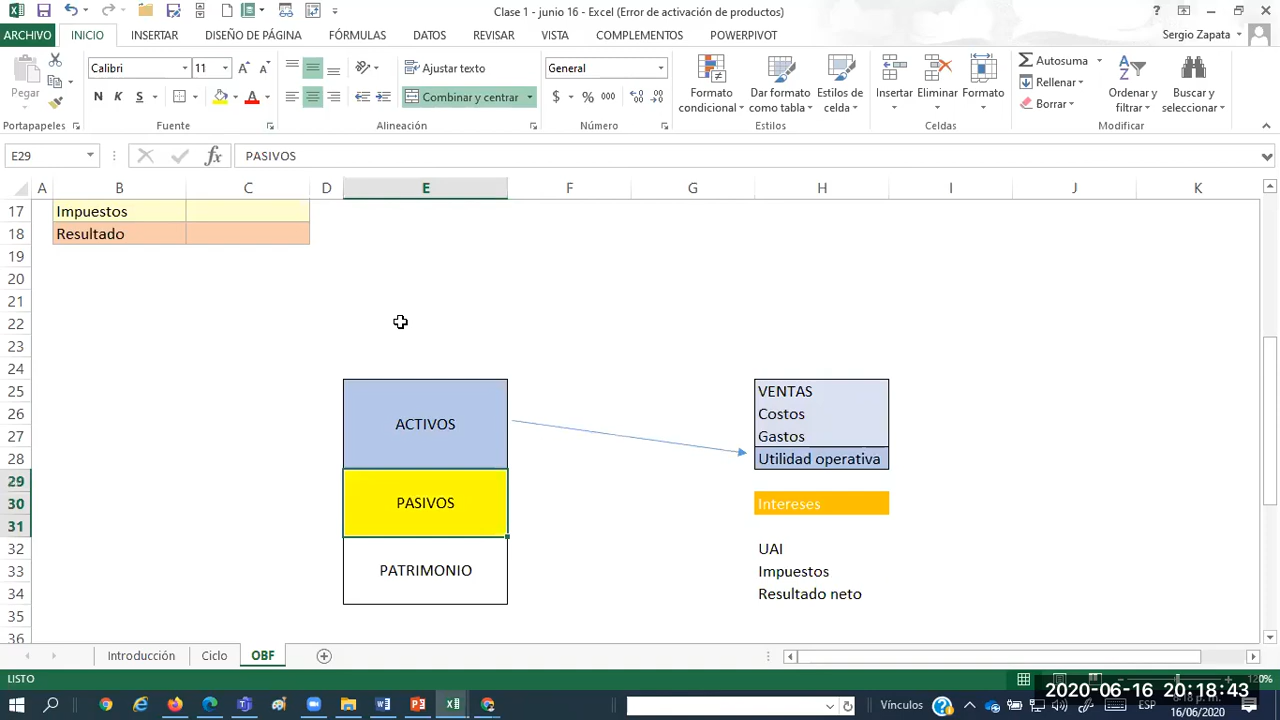 Clase 1 - junio 16 - Excel (Error de activación de productos)
?
ARCHIVO INICIO INSERTAR DISEÑO DE PÁGINA FÓRMULAS DATOS REVISAR VISTA COMPLEMENTOS POWERPIVOT Sergio Zapata
Pegar
Calibri 11
N K S
Ajustar texto
Combinar y centrar
General
$ % 000
Formato condicional
Dar formato como tabla
Estilos de celda
Insertar Eliminar Formato
Autosuma
Rellenar
Borrar
Ordenar y filtrar
Buscar y seleccionar
Portapapeles Fuente Alineación Número Estilos Celdas Modificar
E29 fx PASIVOS
A B C D E F G H I J K
17 Impuestos
18 Resultado
19
20
21
22
23
24
25 VENTAS
26 ACTIVOS Costos
27 Gastos
28 Utilidad operativa
29
30 PASIVOS Intereses
31
32 UAI
33 PATRIMONIO Impuestos
34 Resultado neto
35
36
Introducción Ciclo OBF
LISTO
2020-06-16 20:18:43
Vínculos ESP
16/06/2020